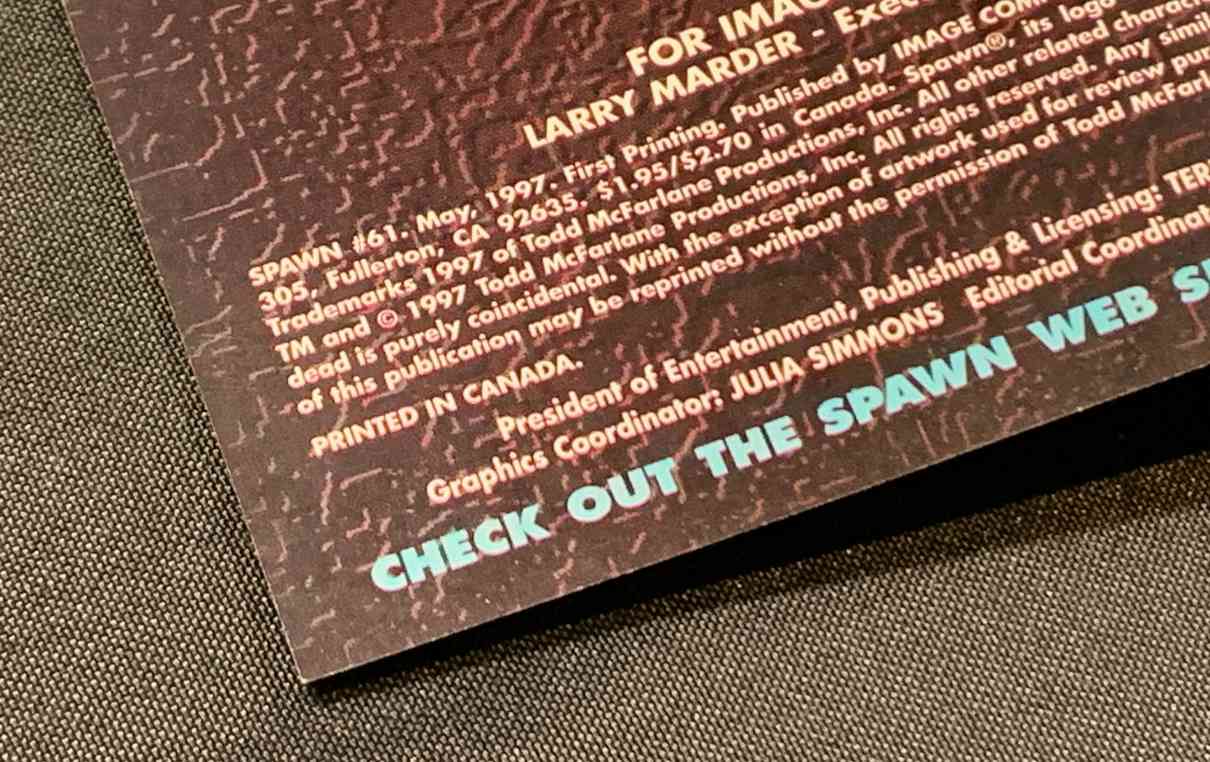 FOR IMAG
LARRY MARDER - Exec
SPAWN #61. May, 1997. First Printing. Published by IMAGE COM
305, Fullerton, CA 92635. $1.95/$2.70 in Canada. Spawn®, its logo
Trademarks 1997 of Todd McFarlane Productions, Inc. All other related charact
TM and © 1997 Todd McFarlane Productions, Inc. All rights reserved. Any simil
dead is purely coincidental. With the exception of artwork used for review pur
of this publication may be reprinted without the permission of Todd McFarl
PRINTED IN CANADA.
President of Entertainment, Publishing & Licensing: TER
Graphics Coordinator: JULIA SIMMONS Editorial Coordinat
CHECK OUT THE SPAWN WEB S